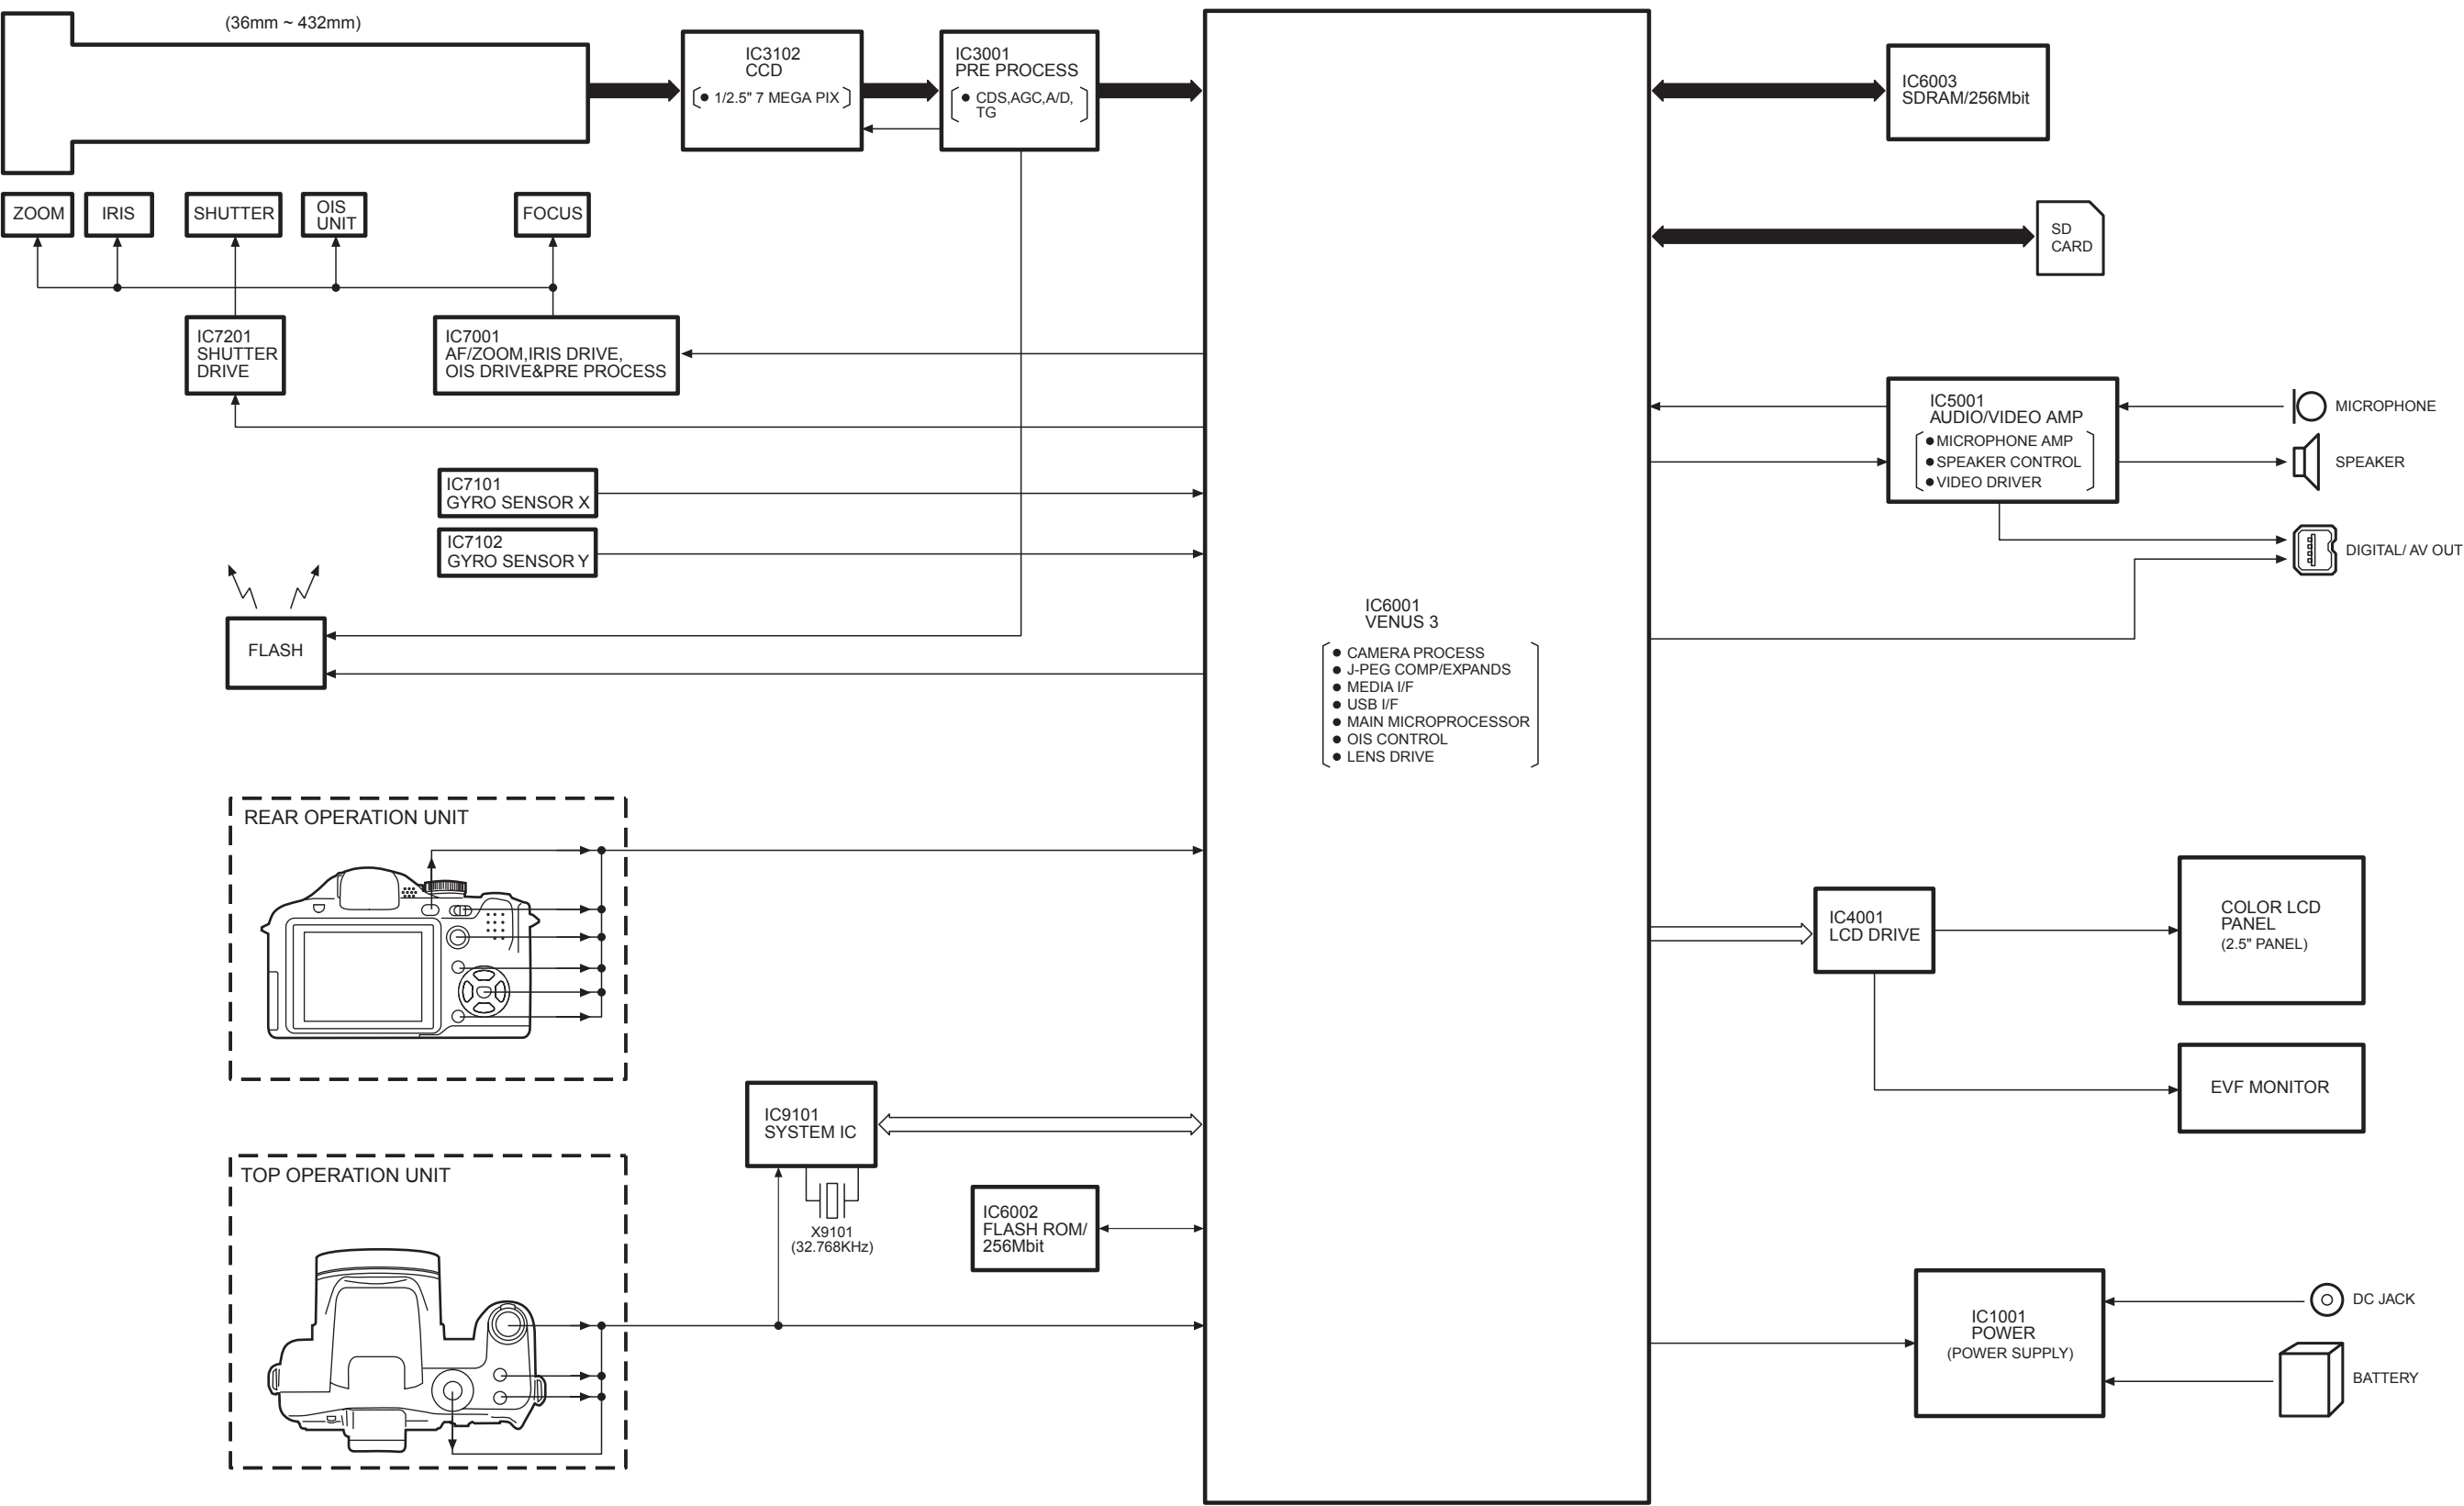 (36mm ~ 432mm)
IC3102
CCD
● 1/2.5" 7 MEGA PIX
IC3001
PRE PROCESS
● CDS,AGC,A/D,
TG
IC6003
SDRAM/256Mbit
ZOOM
IRIS
SHUTTER
OIS
UNIT
FOCUS
SD
CARD
IC7201
SHUTTER
DRIVE
IC7001
AF/ZOOM,IRIS DRIVE,
OIS DRIVE&PRE PROCESS
IC5001
AUDIO/VIDEO AMP
● MICROPHONE AMP
● SPEAKER CONTROL
● VIDEO DRIVER
MICROPHONE
SPEAKER
DIGITAL/ AV OUT
IC7101
GYRO SENSOR X
IC7102
GYRO SENSOR Y
FLASH
IC6001
VENUS 3
● CAMERA PROCESS
● J-PEG COMP/EXPANDS
● MEDIA I/F
● USB I/F
● MAIN MICROPROCESSOR
● OIS CONTROL
● LENS DRIVE
REAR OPERATION UNIT
IC4001
LCD DRIVE
COLOR LCD
PANEL
(2.5" PANEL)
EVF MONITOR
IC9101
SYSTEM IC
X9101
(32.768KHz)
TOP OPERATION UNIT
IC6002
FLASH ROM/
256Mbit
IC1001
POWER
(POWER SUPPLY)
DC JACK
BATTERY